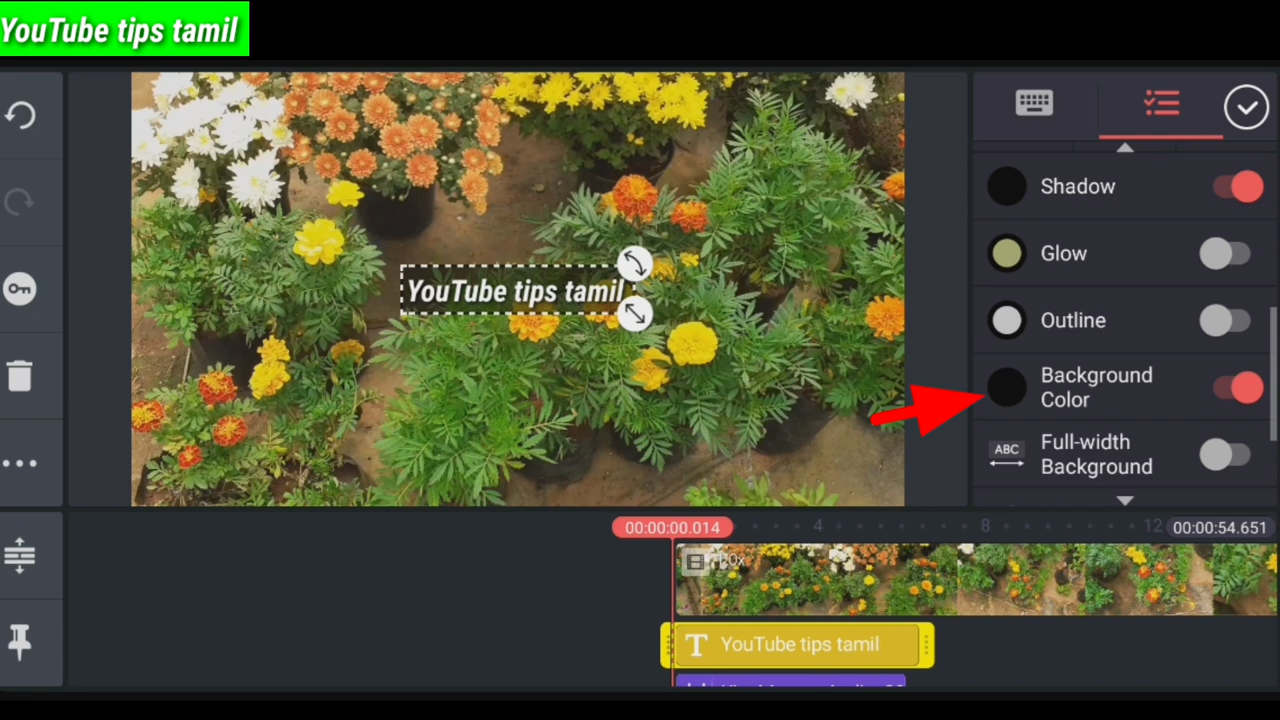 YouTube tips tamil
YouTube tips tamil
Shadow
Glow
Outline
Background
Color
ABC
Full-width
Background
00:00:00.014
4
8
12
00:00:54.651
YouTube tips tamil